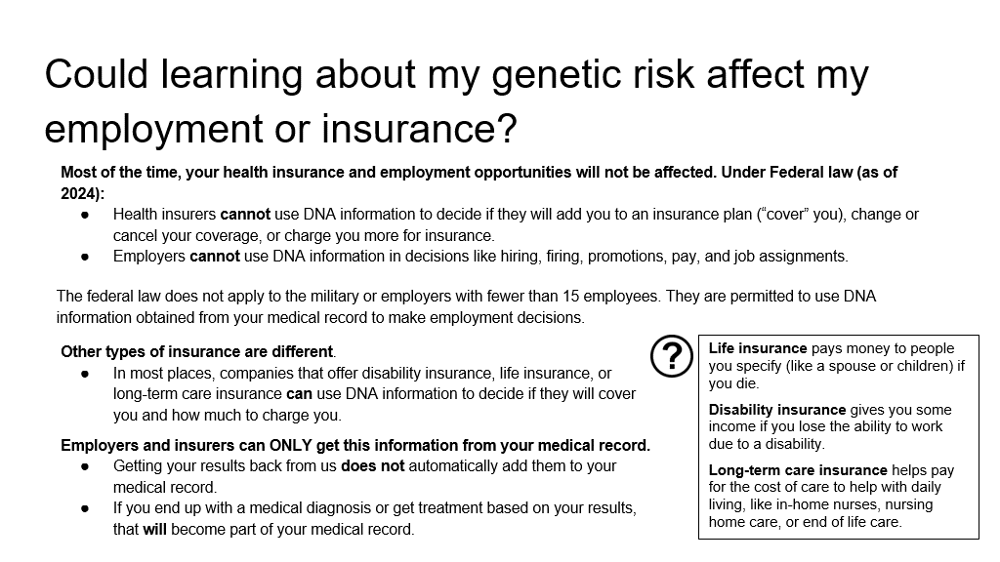 Could learning about my genetic risk affect my
employment or insurance?
Most of the time, your health insurance and employment opportunities will not be affected. Under Federal law (as of
2024):
● Health insurers cannot use DNA information to decide if they will add you to an insurance plan (“cover” you), change or
cancel your coverage, or charge you more for insurance.
● Employers cannot use DNA information in decisions like hiring, firing, promotions, pay, and job assignments.
The federal law does not apply to the military or employers with fewer than 15 employees. They are permitted to use DNA
information obtained from your medical record to make employment decisions.
Other types of insurance are different.
● In most places, companies that offer disability insurance, life insurance, or
long-term care insurance can use DNA information to decide if they will cover
you and how much to charge you.
Employers and insurers can ONLY get this information from your medical record.
● Getting your results back from us does not automatically add them to your
medical record.
● If you end up with a medical diagnosis or get treatment based on your results,
that will become part of your medical record.
?
Life insurance pays money to people
you specify (like a spouse or children) if
you die.
Disability insurance gives you some
income if you lose the ability to work
due to a disability.
Long-term care insurance helps pay
for the cost of care to help with daily
living, like in-home nurses, nursing
home care, or end of life care.